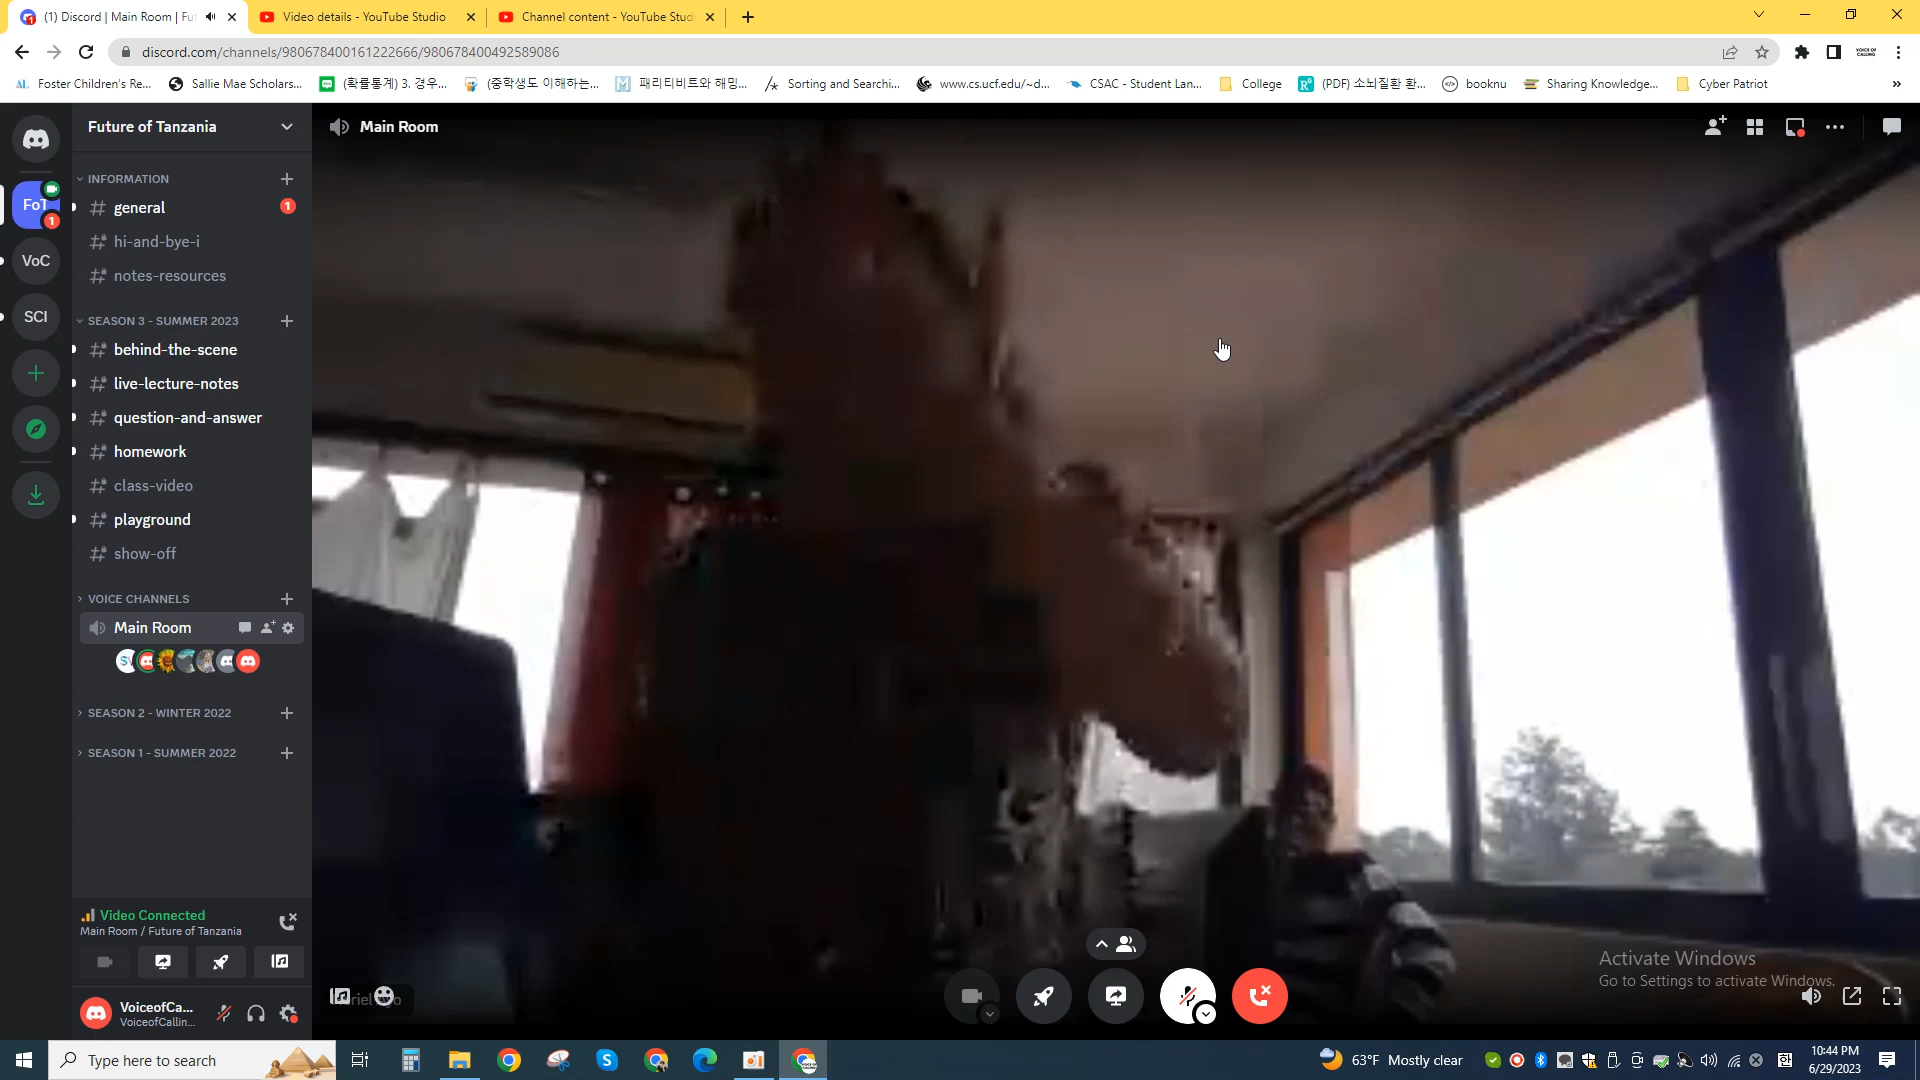 (1) Discord | Main Room | Fut
Video details - YouTube Studio
Channel content - YouTube Stud
discord.com/channels/980678400161222666/980678400492589086
Foster Children's Re...
Sallie Mae Scholars...
(확률통계) 3. 경우...
(중학생도 이해하는...
패리티비트와 해밍...
Sorting and Searchi...
www.cs.ucf.edu/~d...
CSAC - Student Lan...
College
(PDF) 소뇌질환 환...
booknu
Sharing Knowledge...
Cyber Patriot
Future of Tanzania
Main Room
INFORMATION
FoT
1
general
1
hi-and-bye-i
VoC
notes-resources
SCI
SEASON 3 - SUMMER 2023
behind-the-scene
live-lecture-notes
question-and-answer
homework
class-video
playground
show-off
VOICE CHANNELS
Main Room
SEASON 2 - WINTER 2022
SEASON 1 - SUMMER 2022
Video Connected
Main Room / Future of Tanzania
VoiceofCa...
VoiceofCallin...
Activate Windows
Go to Settings to activate Windows.
Type here to search
63°F Mostly clear
10:44 PM
6/29/2023